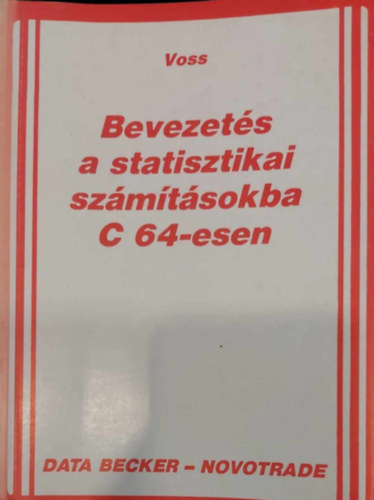 Voss
Bevezetés
a statisztikai
számításokba
C 64-esen
DATA BECKER – NOVOTRADE